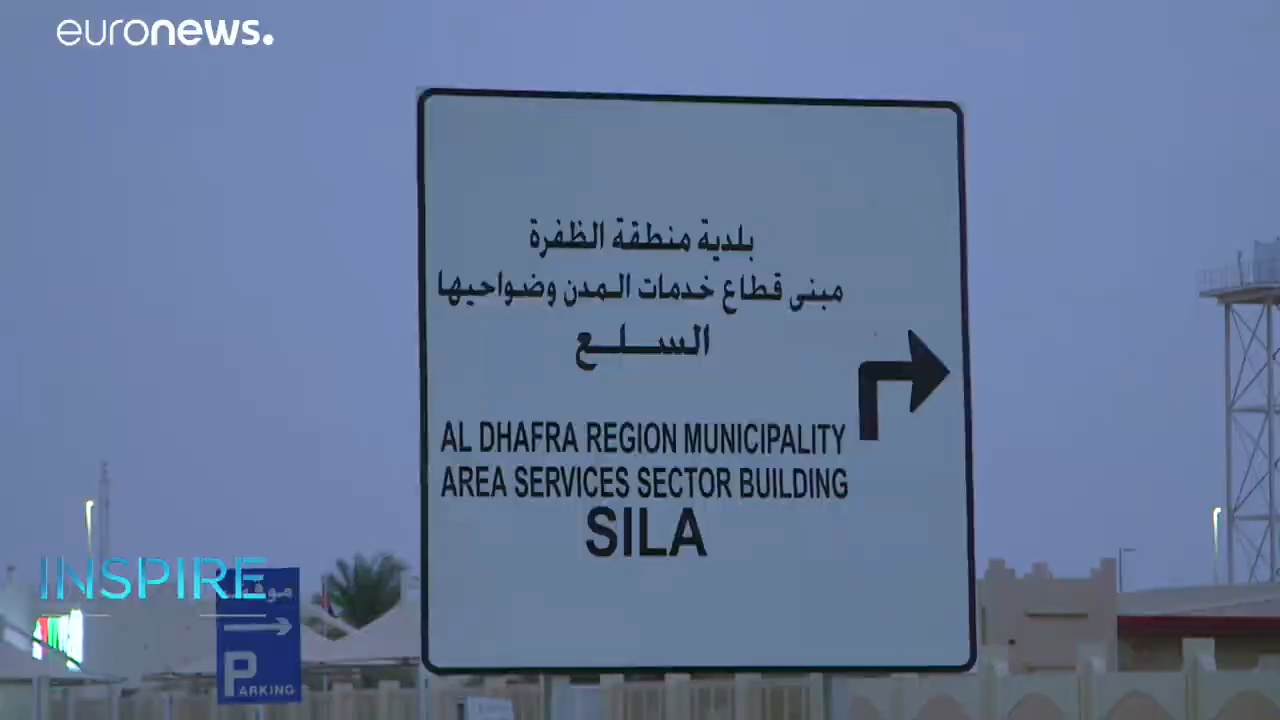 euronews.
بلدية منطقة الظفرة
مبنى قطاع خدمات المدن وضواحيها
السلع
AL DHAFRA REGION MUNICIPALITY
AREA SERVICES SECTOR BUILDING
SILA
INSPIRE
P
PARKING